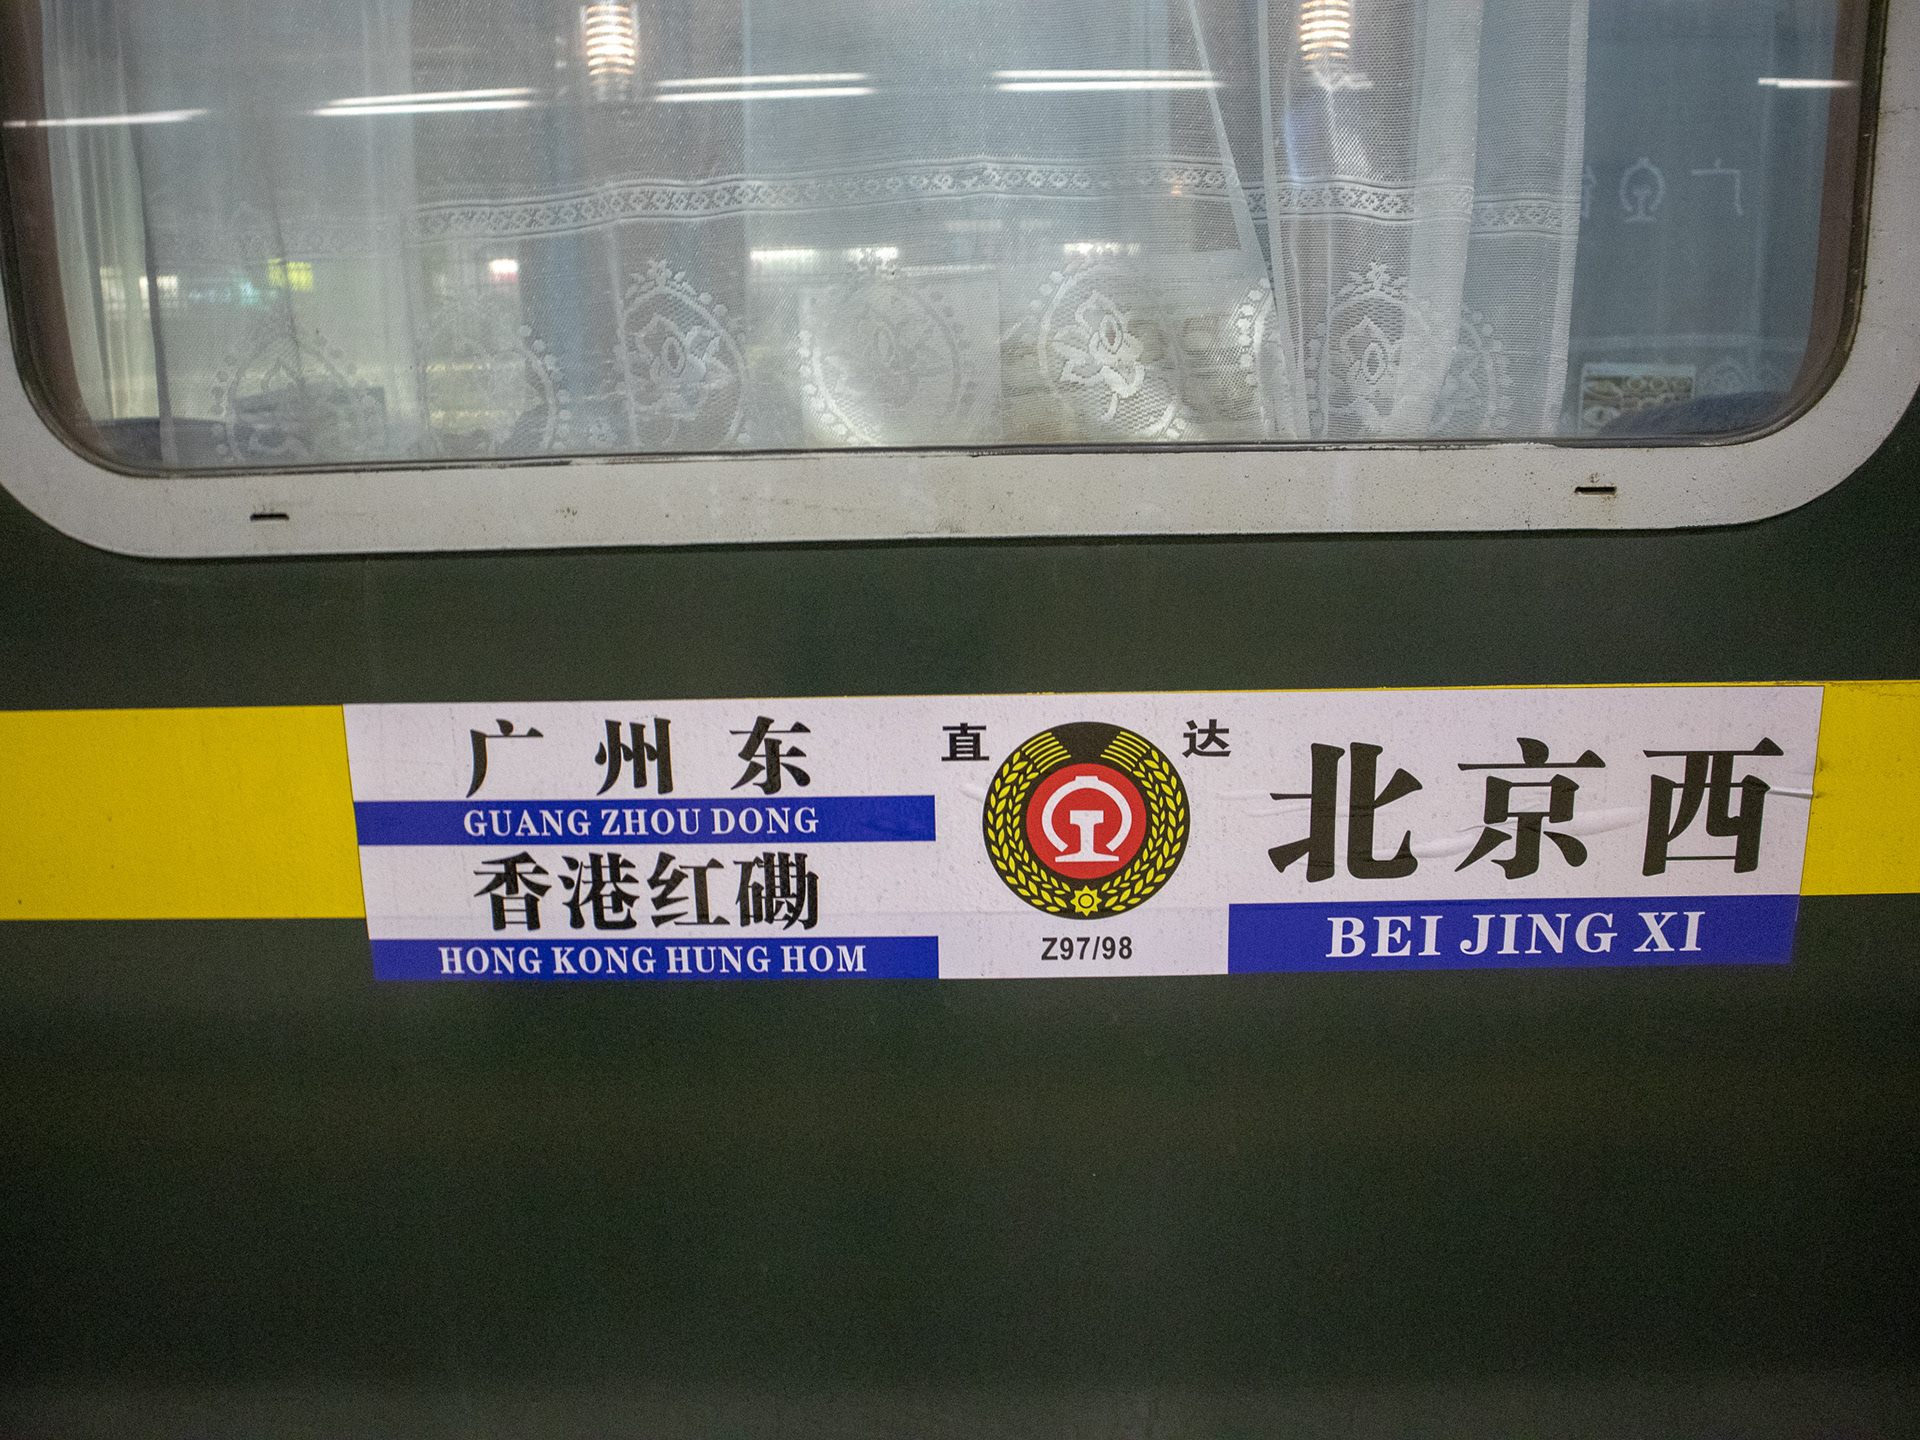 广
广州东
GUANG ZHOU DONG
香港红磡
HONG KONG HUNG HOM
直 达
Z97/98
北京西
BEI JING XI